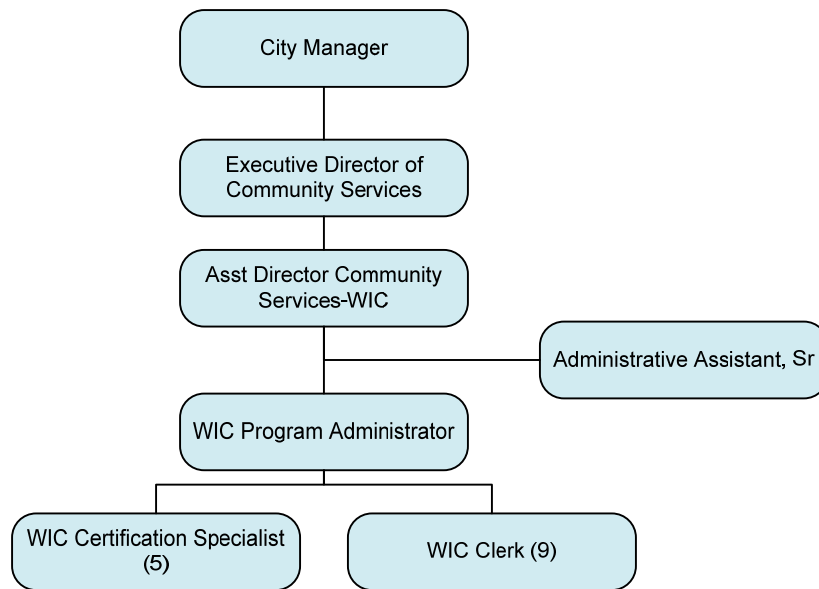 City Manager
Executive Director of
Community Services
Asst Director Community
Services-WIC
Administrative Assistant, Sr
WIC Program Administrator
WIC Certification Specialist
(5)
WIC Clerk (9)